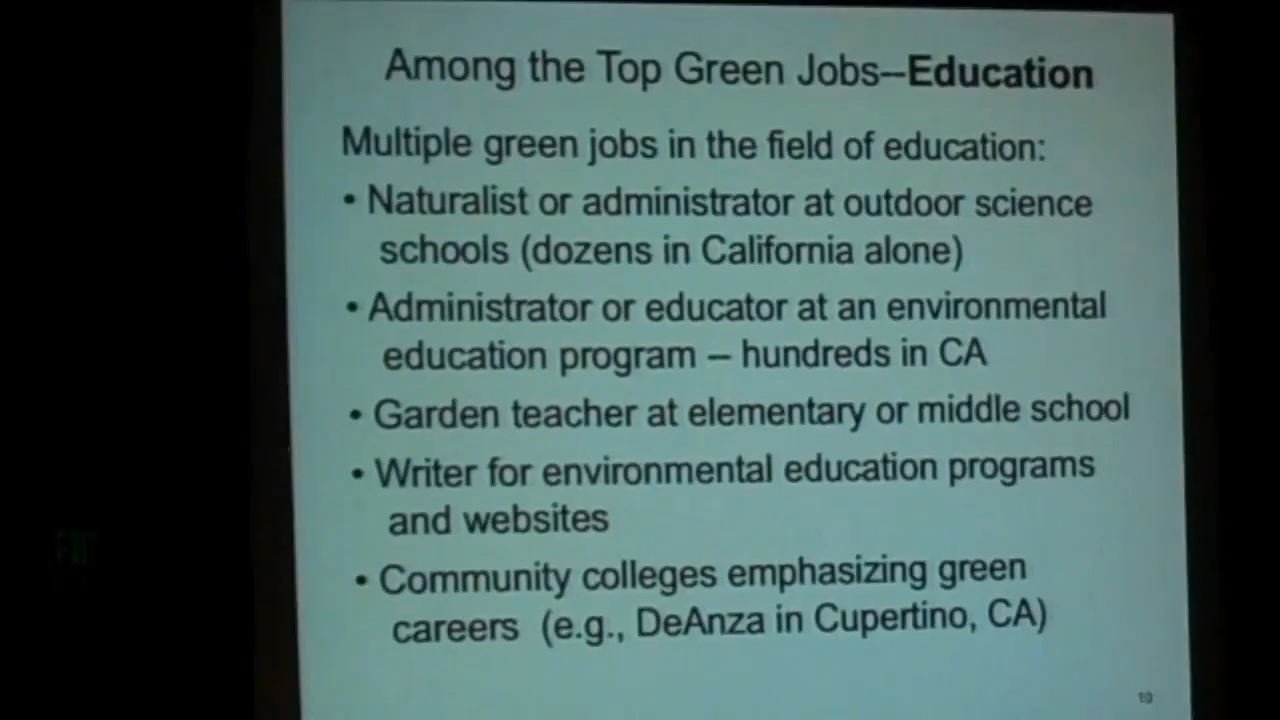 Among the Top Green Jobs–Education
Multiple green jobs in the field of education:
• Naturalist or administrator at outdoor science
schools (dozens in California alone)
• Administrator or educator at an environmental
education program – hundreds in CA
• Garden teacher at elementary or middle school
• Writer for environmental education programs
and websites
• Community colleges emphasizing green
careers (e.g., DeAnza in Cupertino, CA)
EXIT